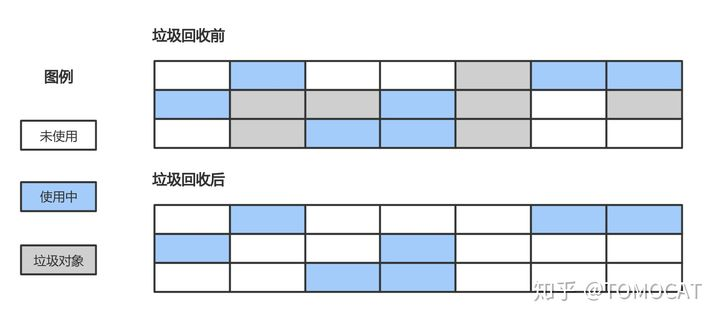 垃圾回收前
图例
未使用
使用中
垃圾回收后
垃圾对象
知乎 @TOMOCAT